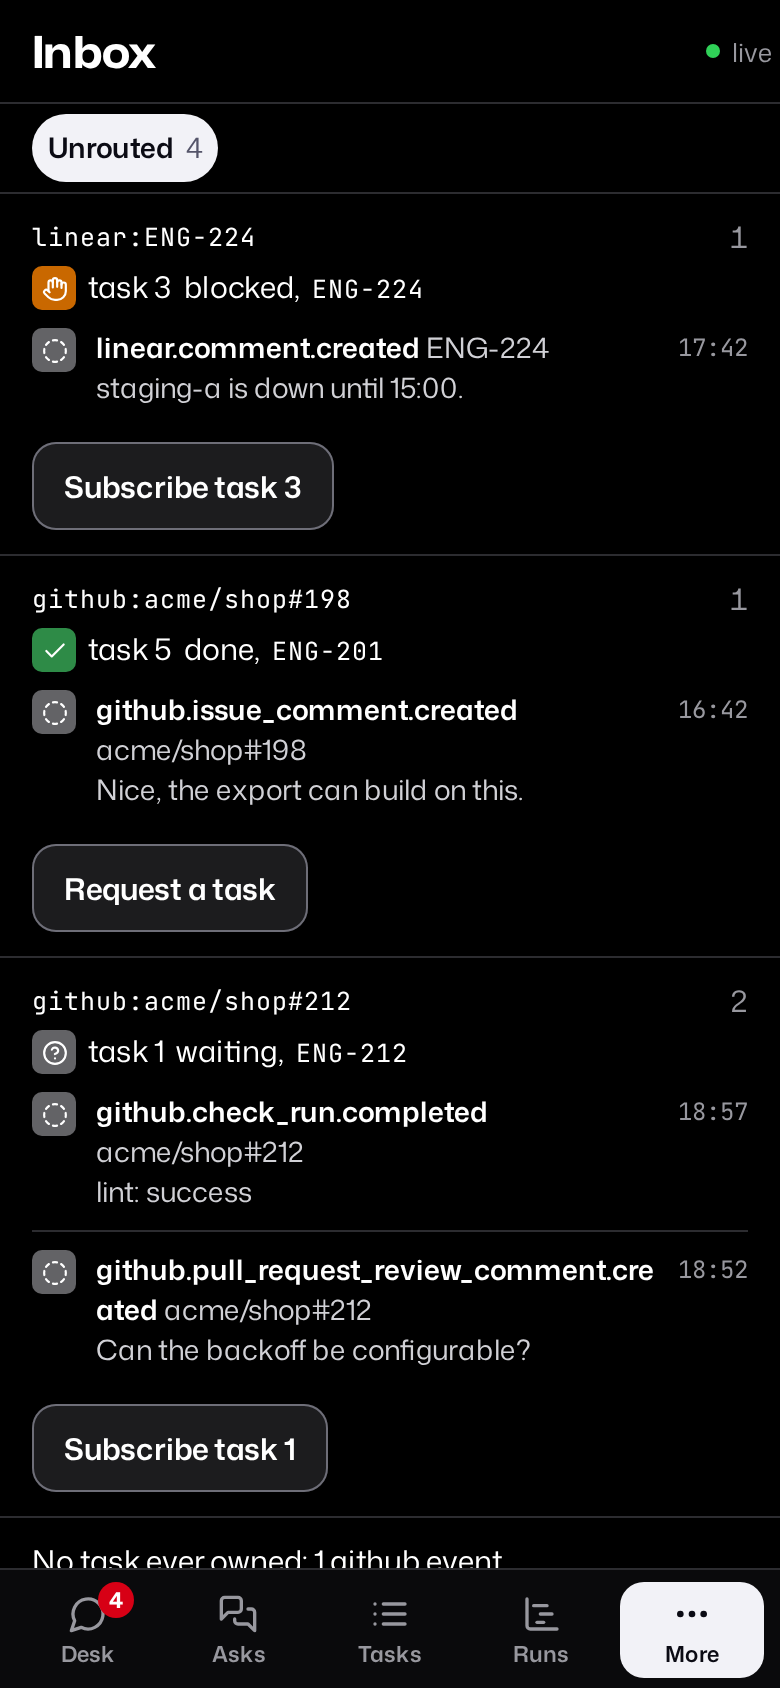 Inbox
live
Unrouted 4
linear:ENG-224 1
task 3 blocked, ENG-224
linear.comment.created ENG-224 17:42
staging-a is down until 15:00.
Subscribe task 3
github:acme/shop#198 1
task 5 done, ENG-201
github.issue_comment.created 16:42
acme/shop#198
Nice, the export can build on this.
Request a task
github:acme/shop#212 2
task 1 waiting, ENG-212
github.check_run.completed 18:57
acme/shop#212
lint: success
github.pull_request_review_comment.cre 18:52
ated acme/shop#212
Can the backoff be configurable?
Subscribe task 1
No task ever owned: 1 github event
4
Desk Asks Tasks Runs More